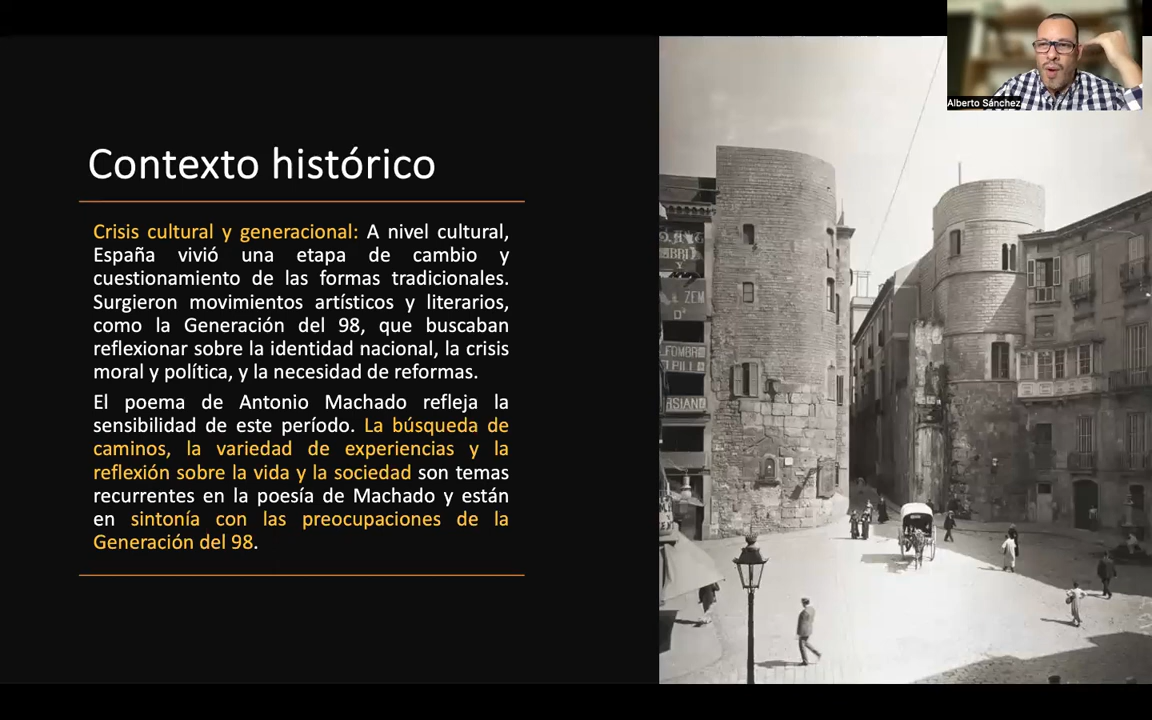 Alberto Sánchez
Contexto histórico
Crisis cultural y generacional: A nivel cultural,
España vivió una etapa de cambio y
cuestionamiento de las formas tradicionales.
Surgieron movimientos artísticos y literarios,
como la Generación del 98, que buscaban
reflexionar sobre la identidad nacional, la crisis
moral y política, y la necesidad de reformas.
El poema de Antonio Machado refleja la
sensibilidad de este período. La búsqueda de
caminos, la variedad de experiencias y la
reflexión sobre la vida y la sociedad son temas
recurrentes en la poesía de Machado y están
en sintonía con las preocupaciones de la
Generación del 98.